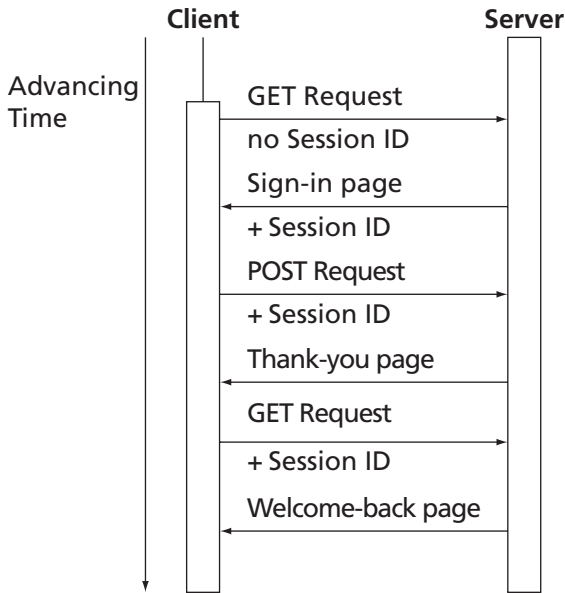 Client
Server
Advancing
Time
GET Request
no Session ID
Sign-in page
+ Session ID
POST Request
+ Session ID
Thank-you page
GET Request
+ Session ID
Welcome-back page